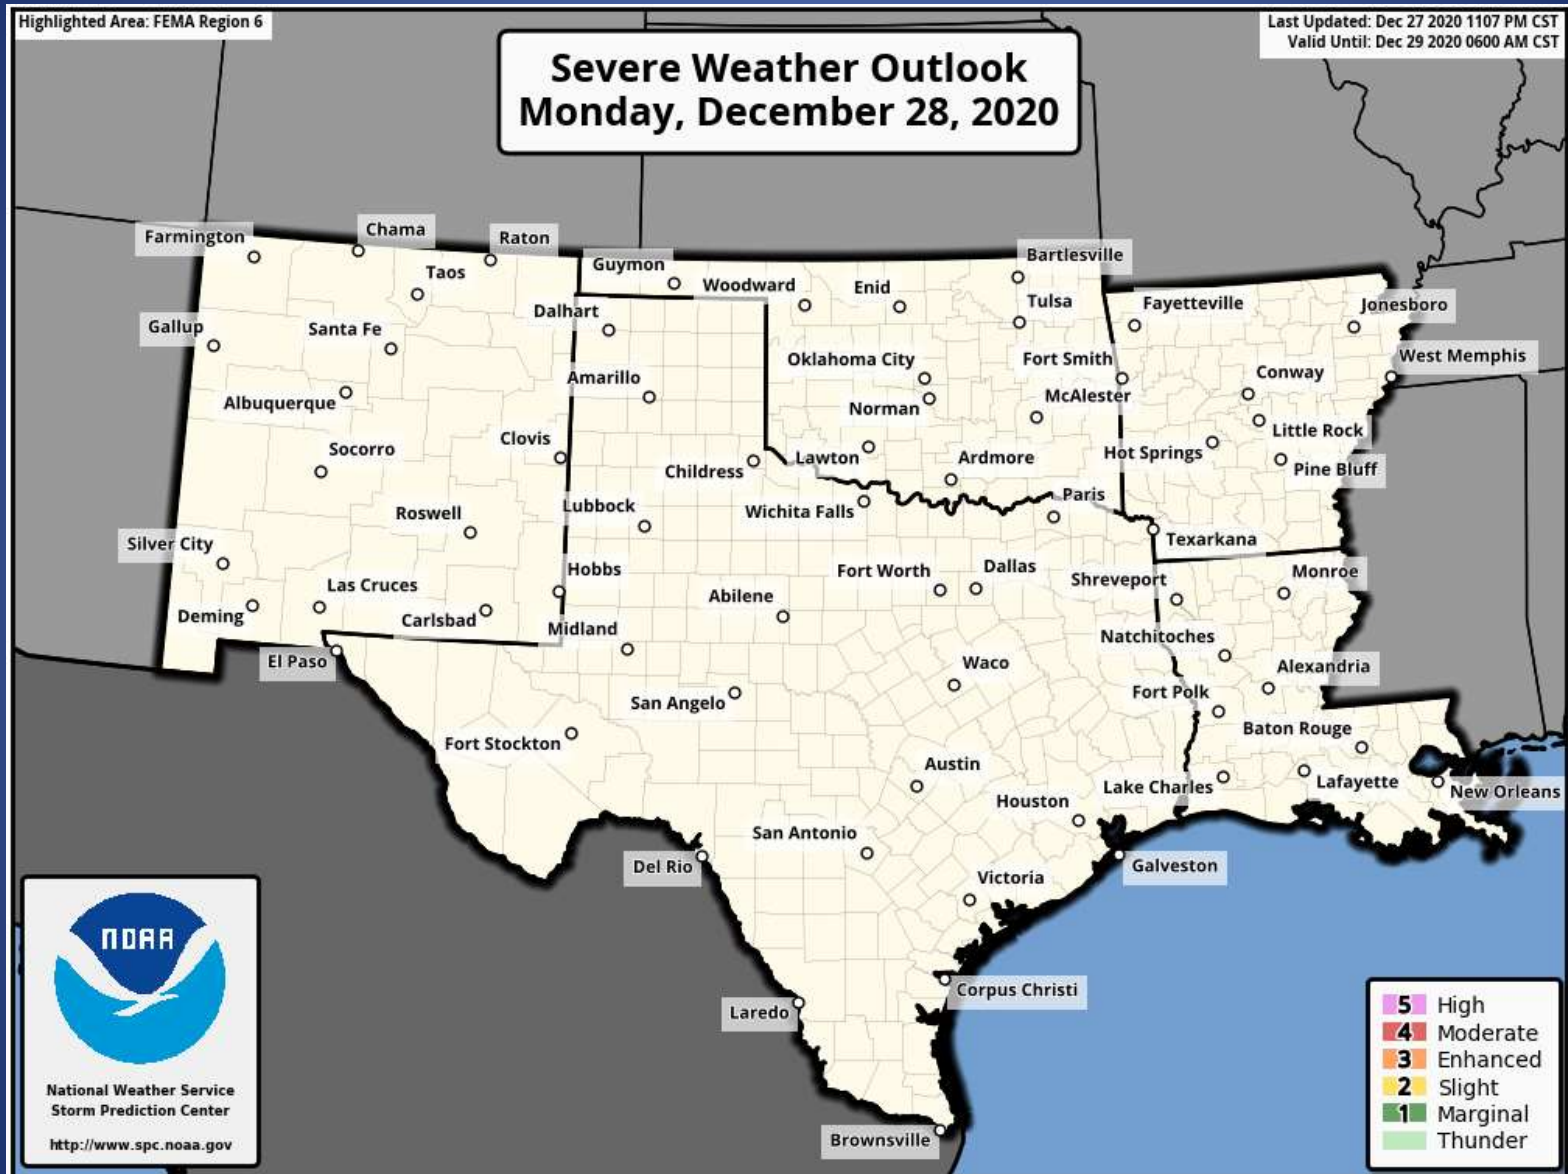 Highlighted Area: FEMA Region 6
Last Updated: Dec 27 2020 1107 PM CST
Valid Until: Dec 29 2020 0600 AM CST
Severe Weather Outlook
Monday, December 28, 2020
Farmington
Chama
Raton
Taos
Guymon
Woodward
Enid
Bartlesville
Tulsa
Fayetteville
Jonesboro
Gallup
Santa Fe
Dalhart
Oklahoma City
Fort Smith
West Memphis
Conway
Albuquerque
Amarillo
Norman
McAlester
Little Rock
Socorro
Clovis
Childress
Lawton
Ardmore
Hot Springs
Pine Bluff
Roswell
Lubbock
Wichita Falls
Paris
Texarkana
Silver City
Las Cruces
Hobbs
Fort Worth
Dallas
Shreveport
Monroe
Deming
Carlsbad
Abilene
Midland
Natchitoches
El Paso
San Angelo
Waco
Alexandria
Fort Polk
Fort Stockton
Baton Rouge
Austin
Houston
Lake Charles
Lafayette
New Orleans
San Antonio
Del Rio
Galveston
Victoria
Corpus Christi
Laredo
Brownsville
NOAA
National Weather Service
Storm Prediction Center
http://www.spc.noaa.gov
5 High
4 Moderate
3 Enhanced
2 Slight
1 Marginal
Thunder